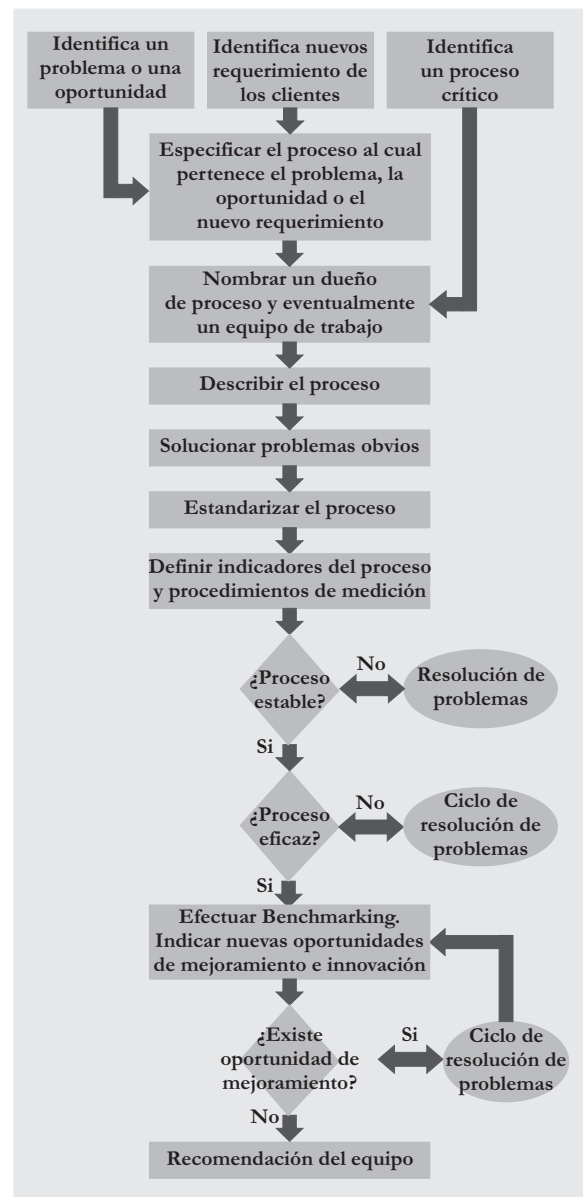 Identifica un
problema o una
oportunidad
Identifica nuevos
requerimiento de
los clientes
Identifica
un proceso
crítico
Especificar el proceso al cual
pertenece el problema, la
oportunidad o el
nuevo requerimiento
Nombrar un dueño
de proceso y eventualmente
un equipo de trabajo
Describir el proceso
Solucionar problemas obvios
Estandarizar el proceso
Definir indicadores del proceso
y procedimientos de medición
¿Proceso
estable?
No
Resolución de
problemas
Si
¿Proceso
eficaz?
No
Ciclo de
resolución de
problemas
Si
Efectuar Benchmarking.
Indicar nuevas oportunidades
de mejoramiento e innovación
¿Existe
oportunidad de
mejoramiento?
Si
Ciclo de
resolución de
problemas
No
Recomendación del equipo